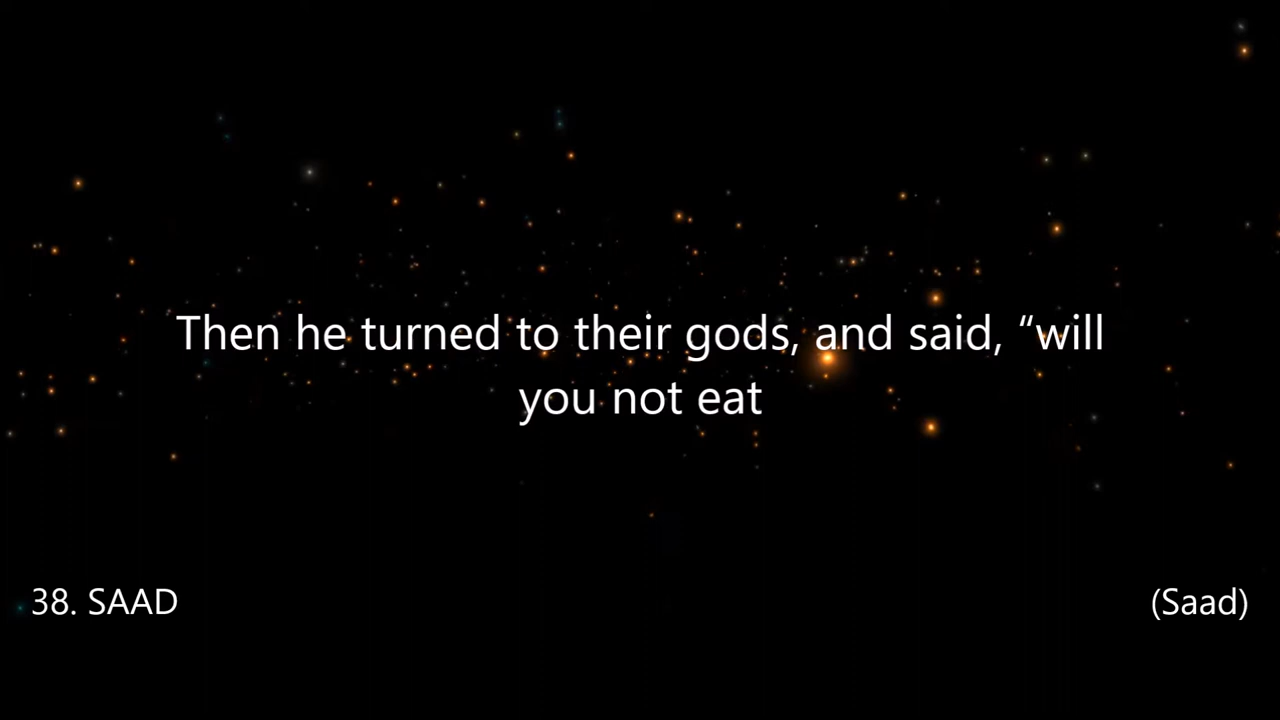 Then he turned to their gods, and said, “will
you not eat
38. SAAD
(Saad)